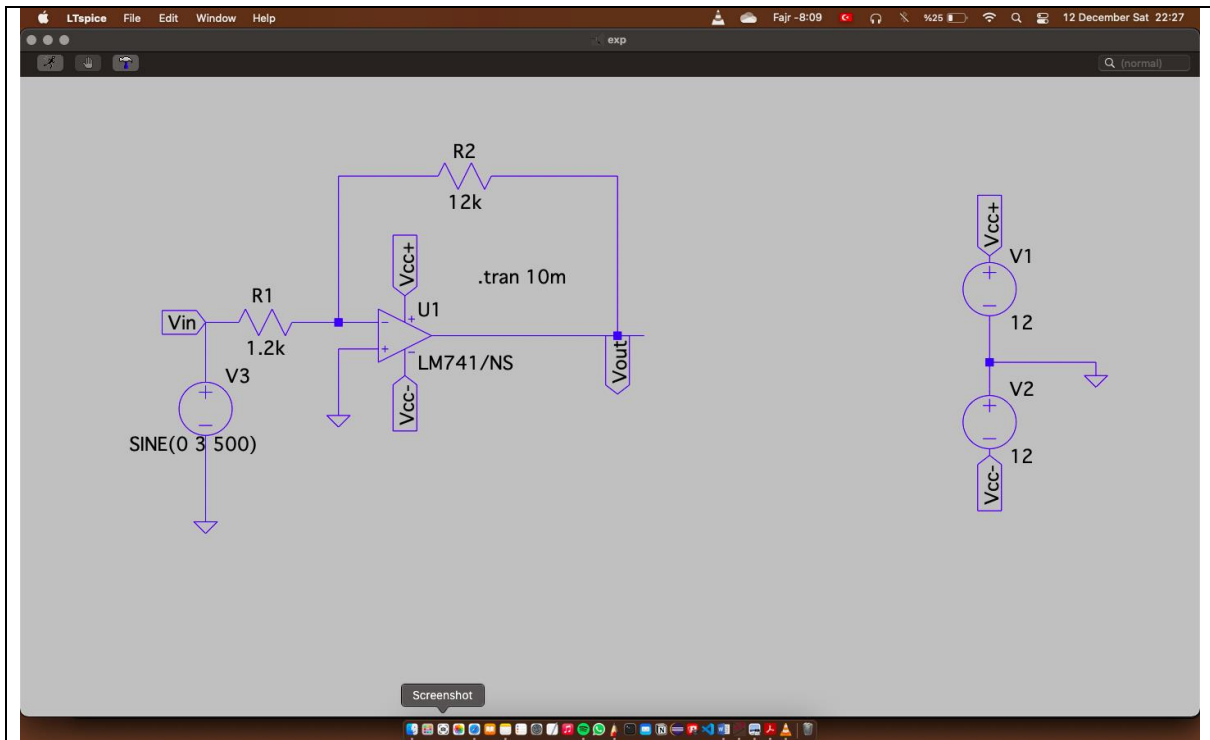 LTspice File Edit Window Help Fajr -8:09 %25 12 December Sat 22:27
exp
(normal)
R2
12k
Vcc+
.tran 10m
R1
U1
Vin
1.2k
LM741/NS
Vout
V3
Vcc-
SINE(0 3 500)
Vcc+
V1
12
V2
12
Vcc-
Screenshot